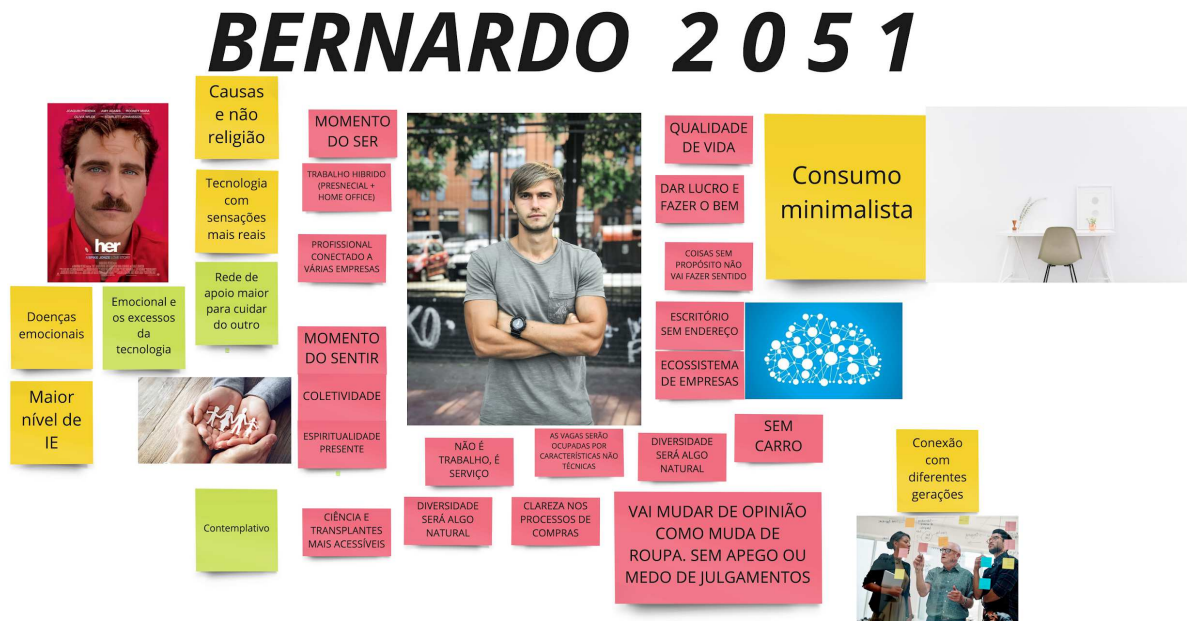 BERNARDO 2051
Causas
e não
religião
Tecnologia
com
sensações
mais reais
Rede de
apoio maior
para cuidar
do outro
her
Doenças
emocionais
Emocional e
os excessos
da
tecnologia
Maior
nível de
IE
Contemplativo
MOMENTO
DO SER
TRABALHO HIBRIDO
(PRESNECIAL +
HOME OFFICE)
PROFISSIONAL
CONECTADO A
VÁRIAS EMPRESAS
MOMENTO
DO SENTIR
COLETIVIDADE
ESPIRITUALIDADE
PRESENTE
CIÊNCIA E
TRANSPLANTES
MAIS ACESSÍVEIS
QUALIDADE
DE VIDA
DAR LUCRO E
FAZER O BEM
COISAS SEM
PROPÓSITO NÃO
VAI FAZER SENTIDO
ESCRITÓRIO
SEM ENDEREÇO
ECOSSISTEMA
DE EMPRESAS
Consumo
minimalista
NÃO É
TRABALHO, É
SERVIÇO
AS VAGAS SERÃO
OCUPADAS POR
CARACTERÍSTICAS NÃO
TÉCNICAS
DIVERSIDADE
SERÁ ALGO
NATURAL
SEM
CARRO
DIVERSIDADE
SERÁ ALGO
NATURAL
CLAREZA NOS
PROCESSOS DE
COMPRAS
VAI MUDAR DE OPINIÃO
COMO MUDA DE
ROUPA. SEM APEGO OU
MEDO DE JULGAMENTOS
Conexão
com
diferentes
gerações